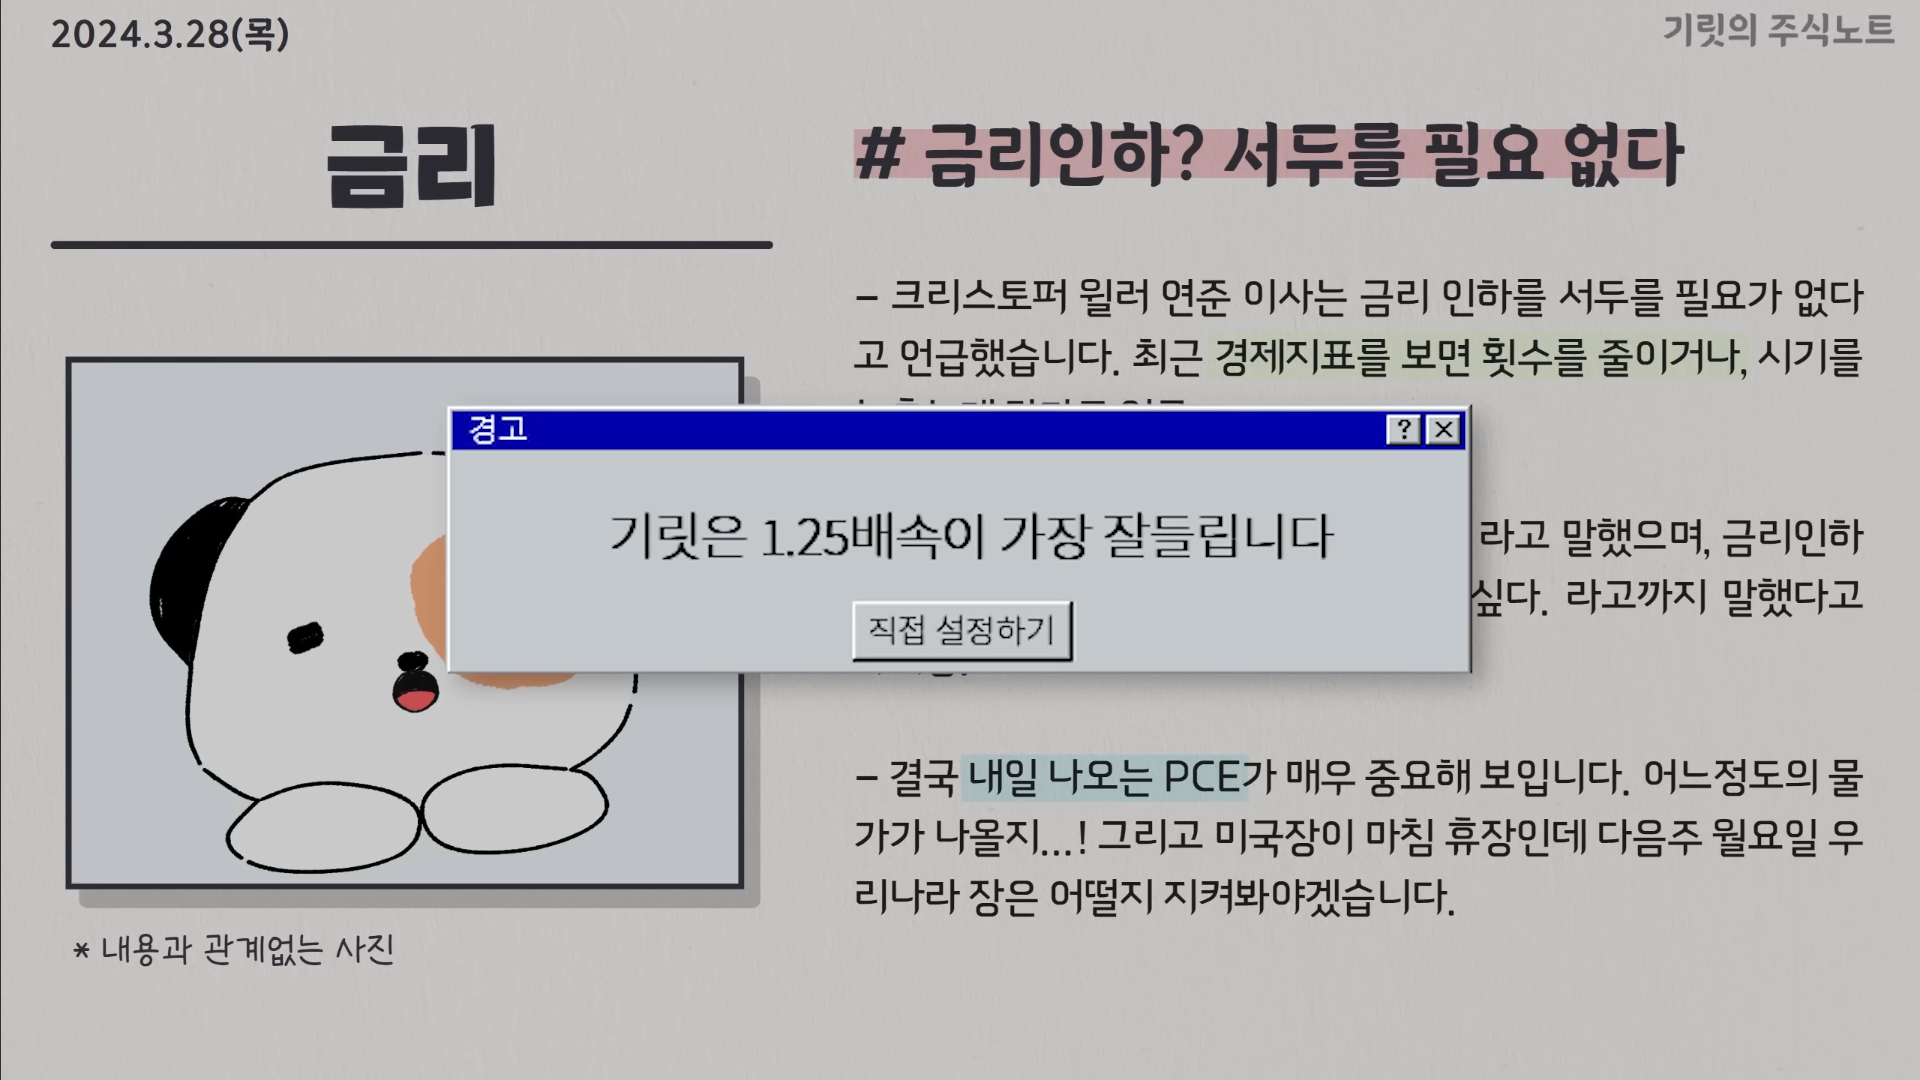 2024.3.28(목)
기릿의 주식노트
금리
# 금리인하? 서두를 필요 없다
– 크리스토퍼 윌러 연준 이사는 금리 인하를 서두를 필요가 없다
고 언급했습니다. 최근 경제지표를 보면 횟수를 줄이거나, 시기를
경고
? ×
기릿은 1.25배속이 가장 잘들립니다
라고 말했으며, 금리인하
싶다. 라고까지 말했다고
직접 설정하기
– 결국 내일 나오는 PCE가 매우 중요해 보입니다. 어느정도의 물
가가 나올지...! 그리고 미국장이 마침 휴장인데 다음주 월요일 우
리나라 장은 어떨지 지켜봐야겠습니다.
* 내용과 관계없는 사진